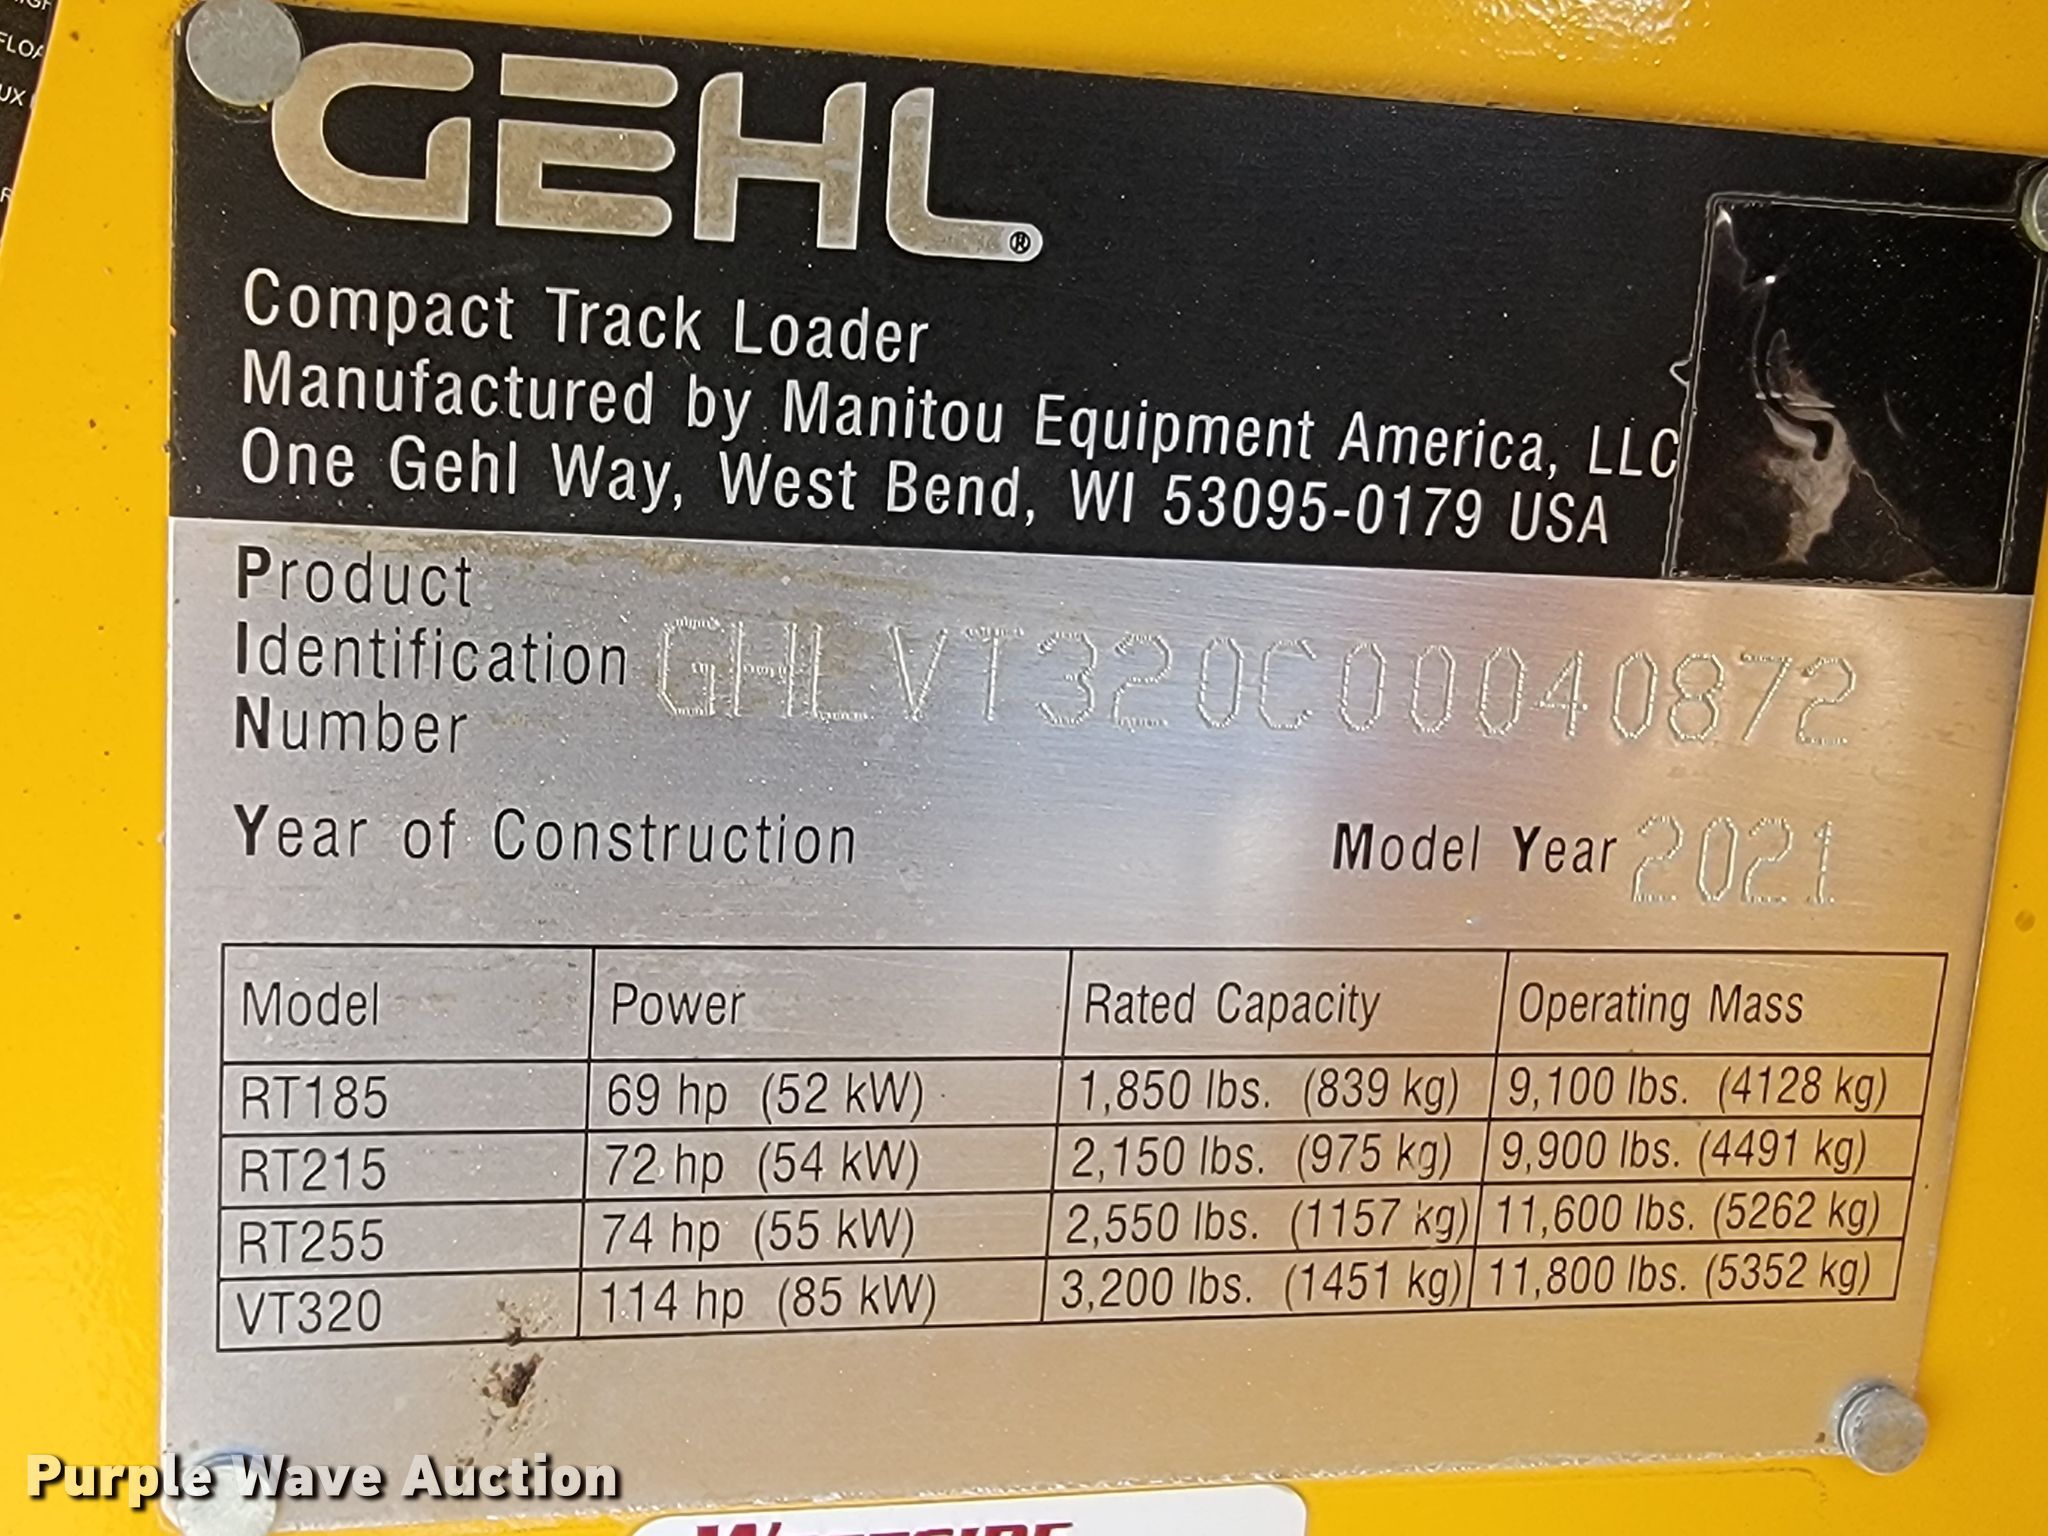 FLOA
UX
GEHL®
Compact Track Loader
Manufactured by Manitou Equipment America, LLC
One Gehl Way, West Bend, WI 53095-0179 USA
Product
Identification GHLVT320C00040872
Number
Year of Construction Model Year 2021
Model Power Rated Capacity Operating Mass
RT185 69 hp (52 kW) 1,850 lbs. (839 kg) 9,100 lbs. (4128 kg)
RT215 72 hp (54 kW) 2,150 lbs. (975 kg) 9,900 lbs. (4491 kg)
RT255 74 hp (55 kW) 2,550 lbs. (1157 kg) 11,600 lbs. (5262 kg)
VT320 114 hp (85 kW) 3,200 lbs. (1451 kg) 11,800 lbs. (5352 kg)
Purple Wave Auction